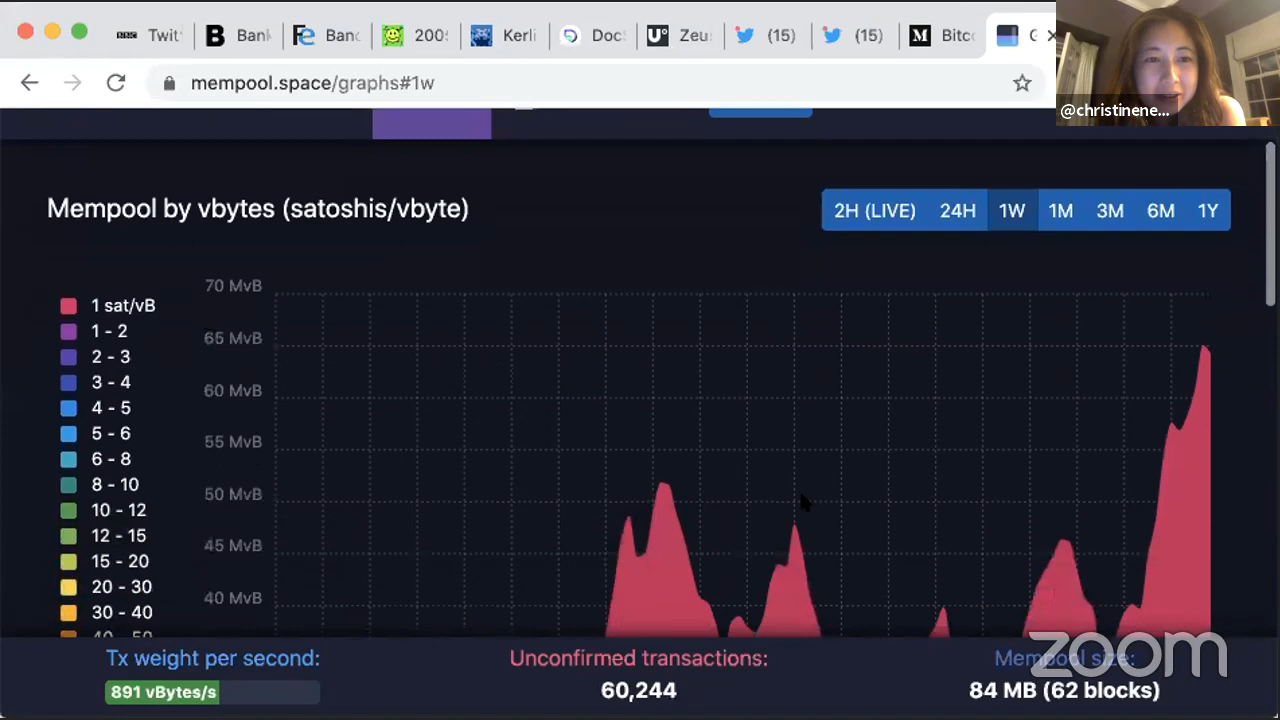 Twit
Bank
Banc
200
Kerli
Doc
Zeu
(15)
(15)
Bitc
G
mempool.space/graphs#1w
@christinene...
Mempool by vbytes (satoshis/vbyte)
2H (LIVE) 24H 1W 1M 3M 6M 1Y
70 MvB
65 MvB
60 MvB
55 MvB
50 MvB
45 MvB
40 MvB
1 sat/vB
1 - 2
2 - 3
3 - 4
4 - 5
5 - 6
6 - 8
8 - 10
10 - 12
12 - 15
15 - 20
20 - 30
30 - 40
40 - 50
Tx weight per second:
891 vBytes/s
Unconfirmed transactions:
60,244
Mempool size:
84 MB (62 blocks)
zoom